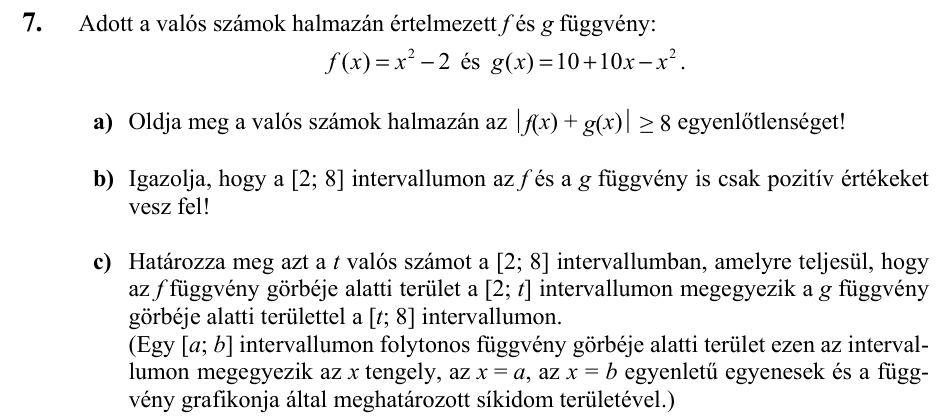 7. Adott a valós számok halmazán értelmezett f és g függvény:
f(x) = x² − 2 és g(x) = 10 + 10x − x².
a) Oldja meg a valós számok halmazán az |f(x) + g(x)| ≥ 8 egyenlőtlenséget!
b) Igazolja, hogy a [2; 8] intervallumon az f és a g függvény is csak pozitív értékeket
vesz fel!
c) Határozza meg azt a t valós számot a [2; 8] intervallumban, amelyre teljesül, hogy
az f függvény görbéje alatti terület a [2; t] intervallumon megegyezik a g függvény
görbéje alatti területtel a [t; 8] intervallumon.
(Egy [a; b] intervallumon folytonos függvény görbéje alatti terület ezen az interval-
lumon megegyezik az x tengely, az x = a, az x = b egyenletű egyenesek és a függ-
vény grafikonja által meghatározott síkidom területével.)